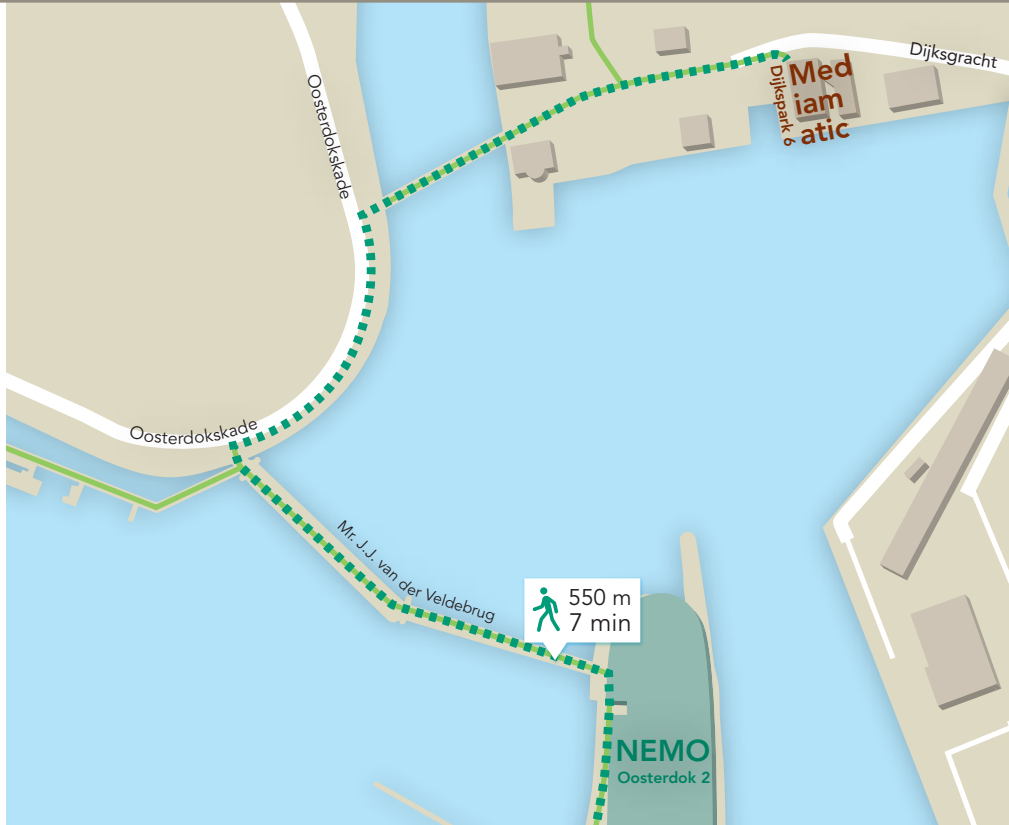 Dijksgracht
Med
iam
atic
Dijkspark 6
Oosterdokskade
Oosterdokskade
Mr. J.J. van der Veldebrug
550 m
7 min
NEMO
Oosterdok 2